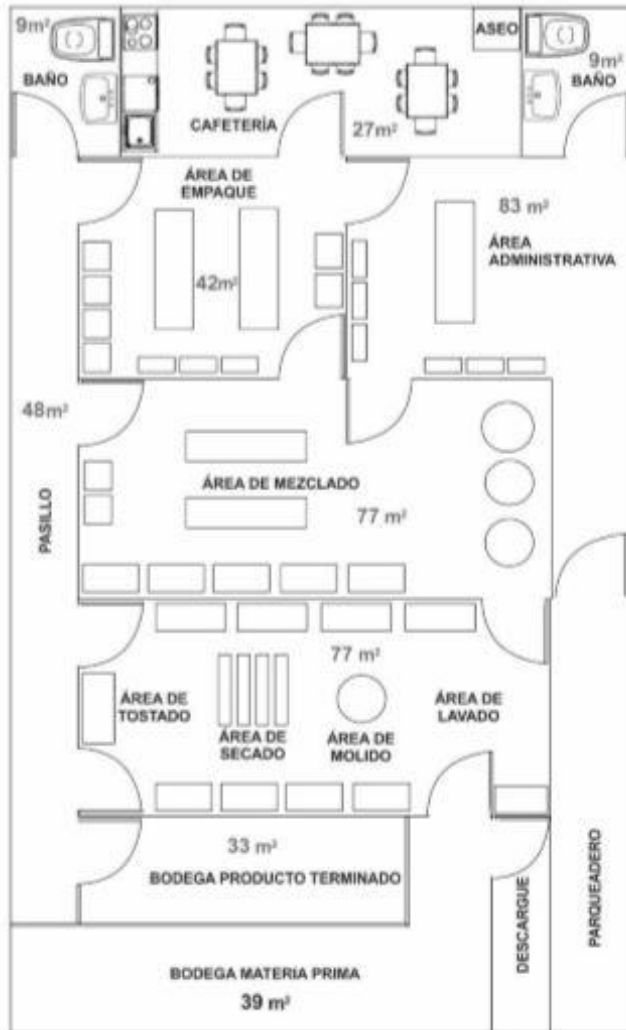 9m²
BAÑO
CAFETERÍA
27m²
ASEO
9m²
BAÑO
ÁREA DE
EMPAQUE
42m²
83 m²
ÁREA
ADMINISTRATIVA
48m²
PASILLO
ÁREA DE MEZCLADO
77 m²
77 m²
ÁREA DE
TOSTADO
ÁREA DE
SECADO
ÁREA DE
MOLIDO
ÁREA DE
LAVADO
33 m²
BODEGA PRODUCTO TERMINADO
BODEGA MATERIA PRIMA
39 m²
DESCARGUE
PARQUEADERO